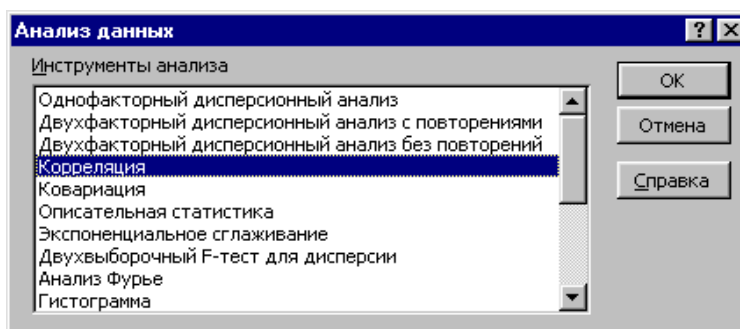 Анализ данных
Инструменты анализа
Однофакторный дисперсионный анализ
Двухфакторный дисперсионный анализ с повторениями
Двухфакторный дисперсионный анализ без повторений
Корреляция
Ковариация
Описательная статистика
Экспоненциальное сглаживание
Двухвыборочный F-тест для дисперсии
Анализ Фурье
Гистограмма
OK
Отмена
Справка